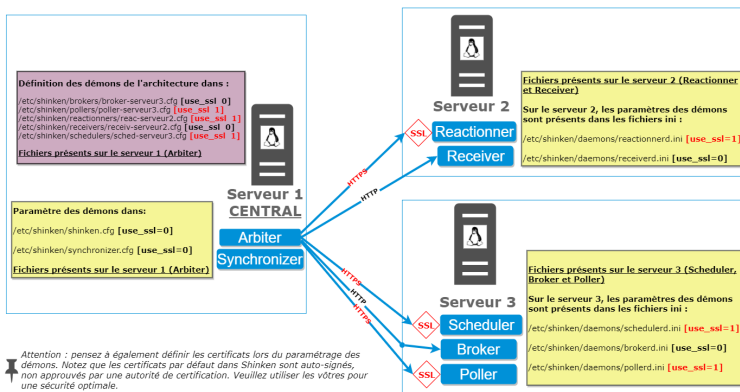 Définition des démons de l'architecture dans :
/etc/shinken/brokers/broker-serveur3.cfg [use_ssl 0]
/etc/shinken/pollers/poller-serveur3.cfg [use_ssl 1]
/etc/shinken/reactionners/reac-serveur2.cfg [use_ssl 1]
/etc/shinken/receivers/receiv-serveur2.cfg [use_ssl 0]
/etc/shinken/schedulers/sched-serveur3.cfg [use_ssl 1]
Fichiers présents sur le serveur 1 (Arbiter)
Serveur 1
CENTRAL
Paramètre des démons dans:
/etc/shinken/shinken.cfg [use_ssl=0]
/etc/shinken/synchronizer.cfg [use_ssl=0]
Fichiers présents sur le serveur 1 (Arbiter)
Arbiter
Synchronizer
HTTPS
HTTP
HTTPS
HTTP
HTTPS
Serveur 2
SSL
Reactionner
Receiver
Fichiers présents sur le serveur 2 (Reactionner
et Receiver)
Sur le serveur 2, les paramètres des démons
sont présents dans les fichiers ini :
/etc/shinken/daemons/reactionnerd.ini [use_ssl=1]
/etc/shinken/daemons/receiverd.ini [use_ssl=0]
Serveur 3
SSL
Scheduler
Broker
SSL
Poller
Fichiers présents sur le serveur 3 (Scheduler,
Broker et Poller)
Sur le serveur 3, les paramètres des démons
sont présents dans les fichiers ini :
/etc/shinken/daemons/schedulerd.ini [use_ssl=1]
/etc/shinken/daemons/brokerd.ini [use_ssl=0]
/etc/shinken/daemons/pollerd.ini [use_ssl=1]
Attention : pensez à également définir les certificats lors du paramétrage des
démons. Notez que les certificats par défaut dans Shinken sont auto-signés,
non approuvés par une autorité de certification. Veuillez utiliser les vôtres pour
une sécurité optimale.